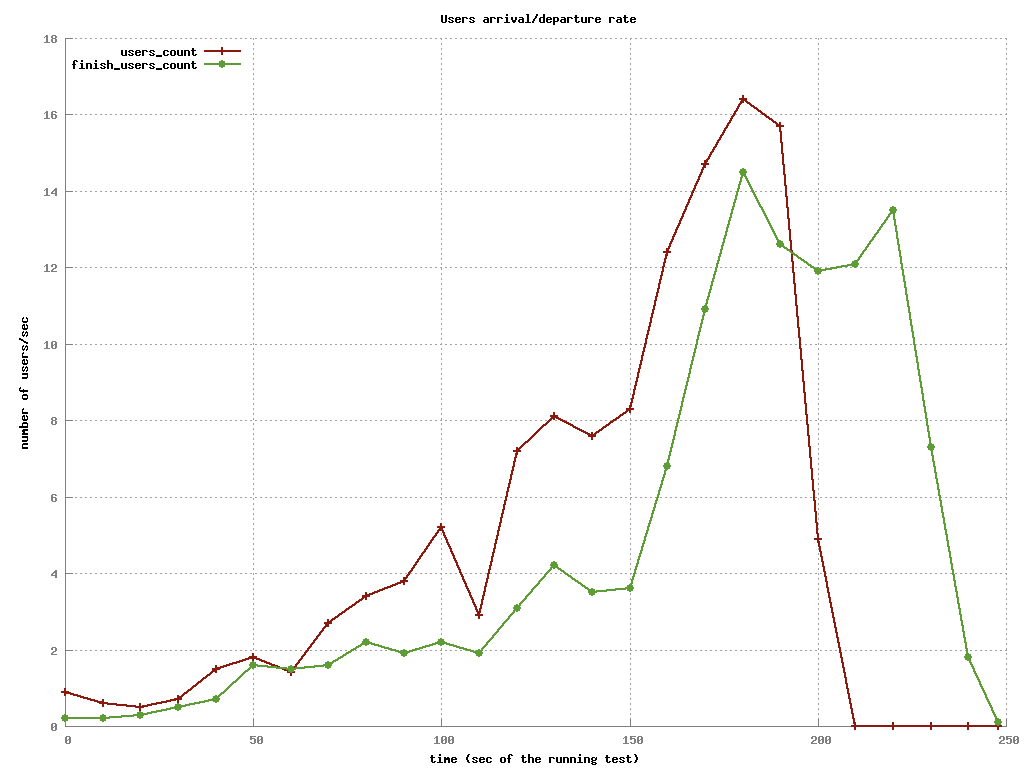 Users arrival/departure rate
users_count
finish_users_count
18
16
14
12
10
8
6
4
2
0
number of users/sec
0 50 100 150 200 250
time (sec of the running test)